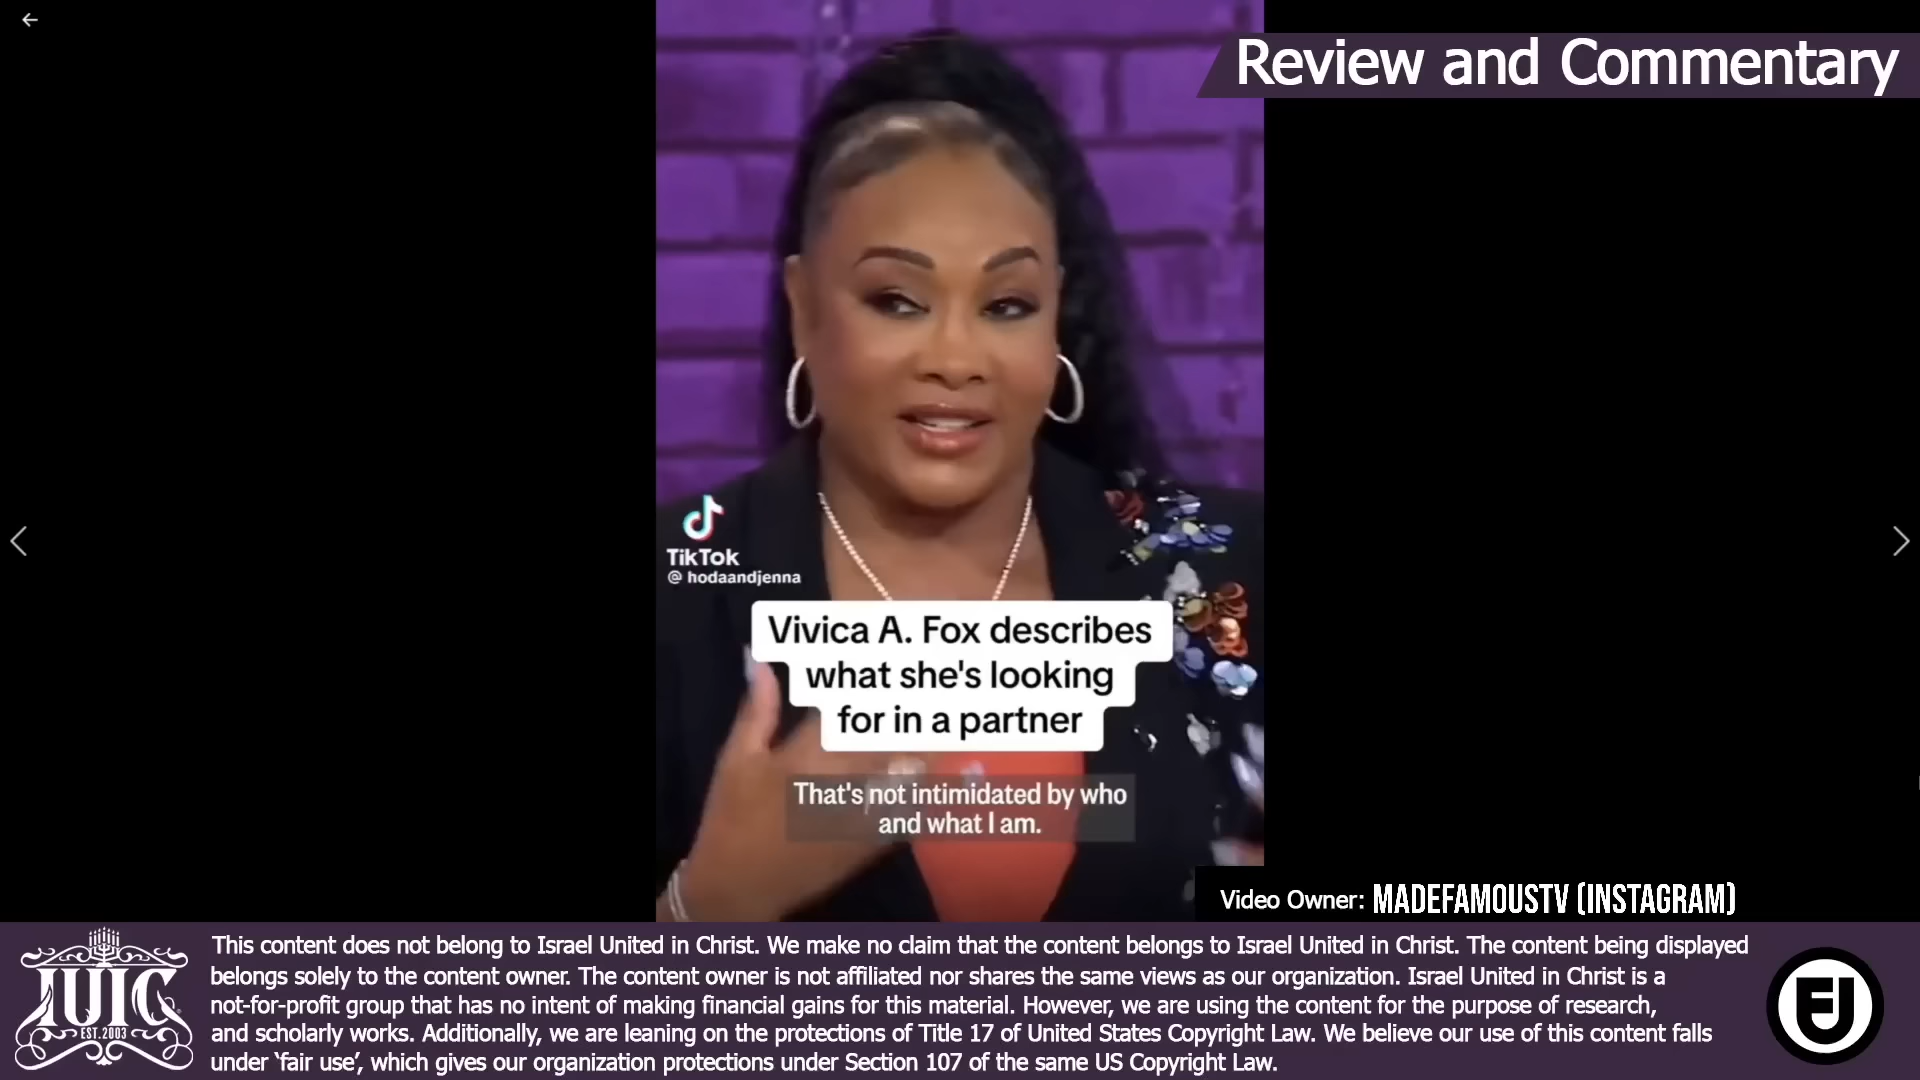 Review and Commentary
TikTok
@ hodaandjenna
Vivica A. Fox describes
what she's looking
for in a partner
That's not intimidated by who
and what I am.
Video Owner: MADEFAMOUSTV (INSTAGRAM)
This content does not belong to Israel United in Christ. We make no claim that the content belongs to Israel United in Christ. The content being displayed
belongs solely to the content owner. The content owner is not affiliated nor shares the same views as our organization. Israel United in Christ is a
not-for-profit group that has no intent of making financial gains for this material. However, we are using the content for the purpose of research,
and scholarly works. Additionally, we are leaning on the protections of Title 17 of United States Copyright Law. We believe our use of this content falls
under ‘fair use’, which gives our organization protections under Section 107 of the same US Copyright Law.
IUIC
EST. 2003